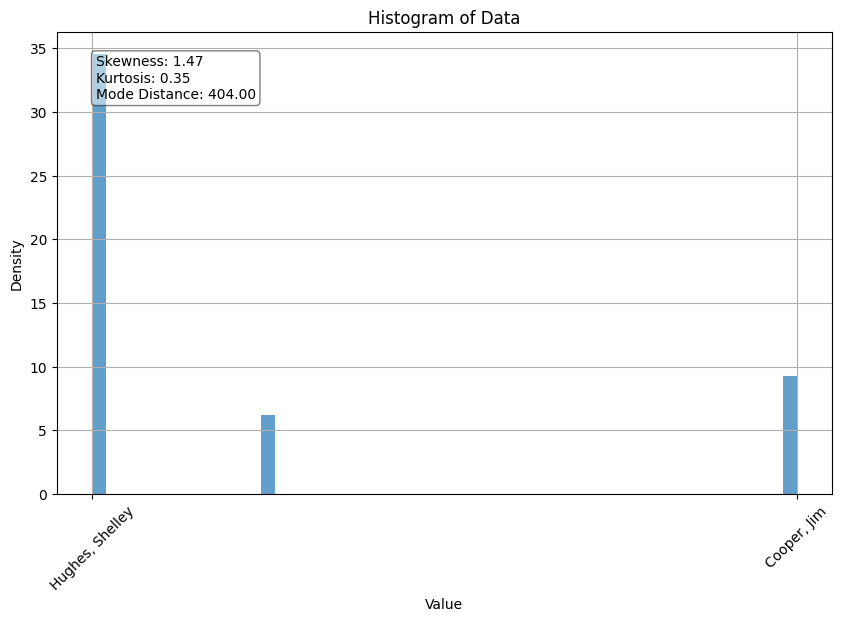 Histogram of Data
Skewness: 1.47
Kurtosis: 0.35
Mode Distance: 404.00
Density
35
30
25
20
15
10
5
0
Hughes, Shelley
Cooper, Jim
Value